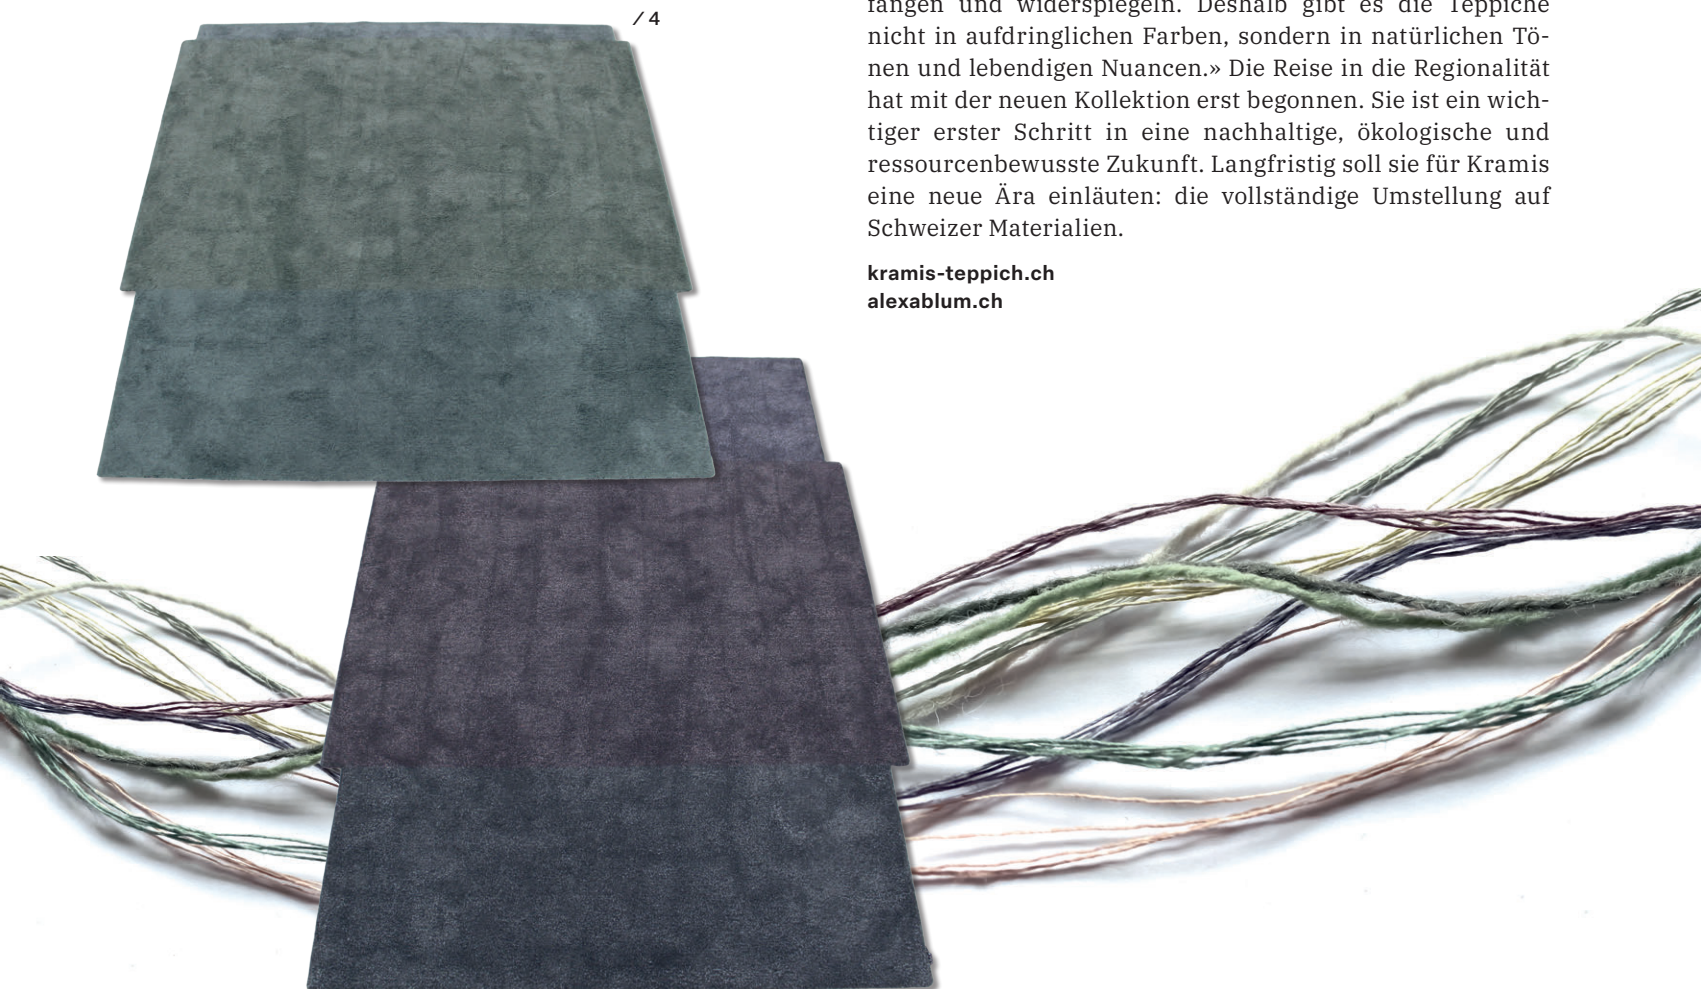 / 4
fangen und widerspiegeln. Deshalb gibt es die Teppiche
nicht in aufdringlichen Farben, sondern in natürlichen Tö-
nen und lebendigen Nuancen.» Die Reise in die Regionalität
hat mit der neuen Kollektion erst begonnen. Sie ist ein wich-
tiger erster Schritt in eine nachhaltige, ökologische und
ressourcenbewusste Zukunft. Langfristig soll sie für Kramis
eine neue Ära einläuten: die vollständige Umstellung auf
Schweizer Materialien.
kramis-teppich.ch
alexablum.ch